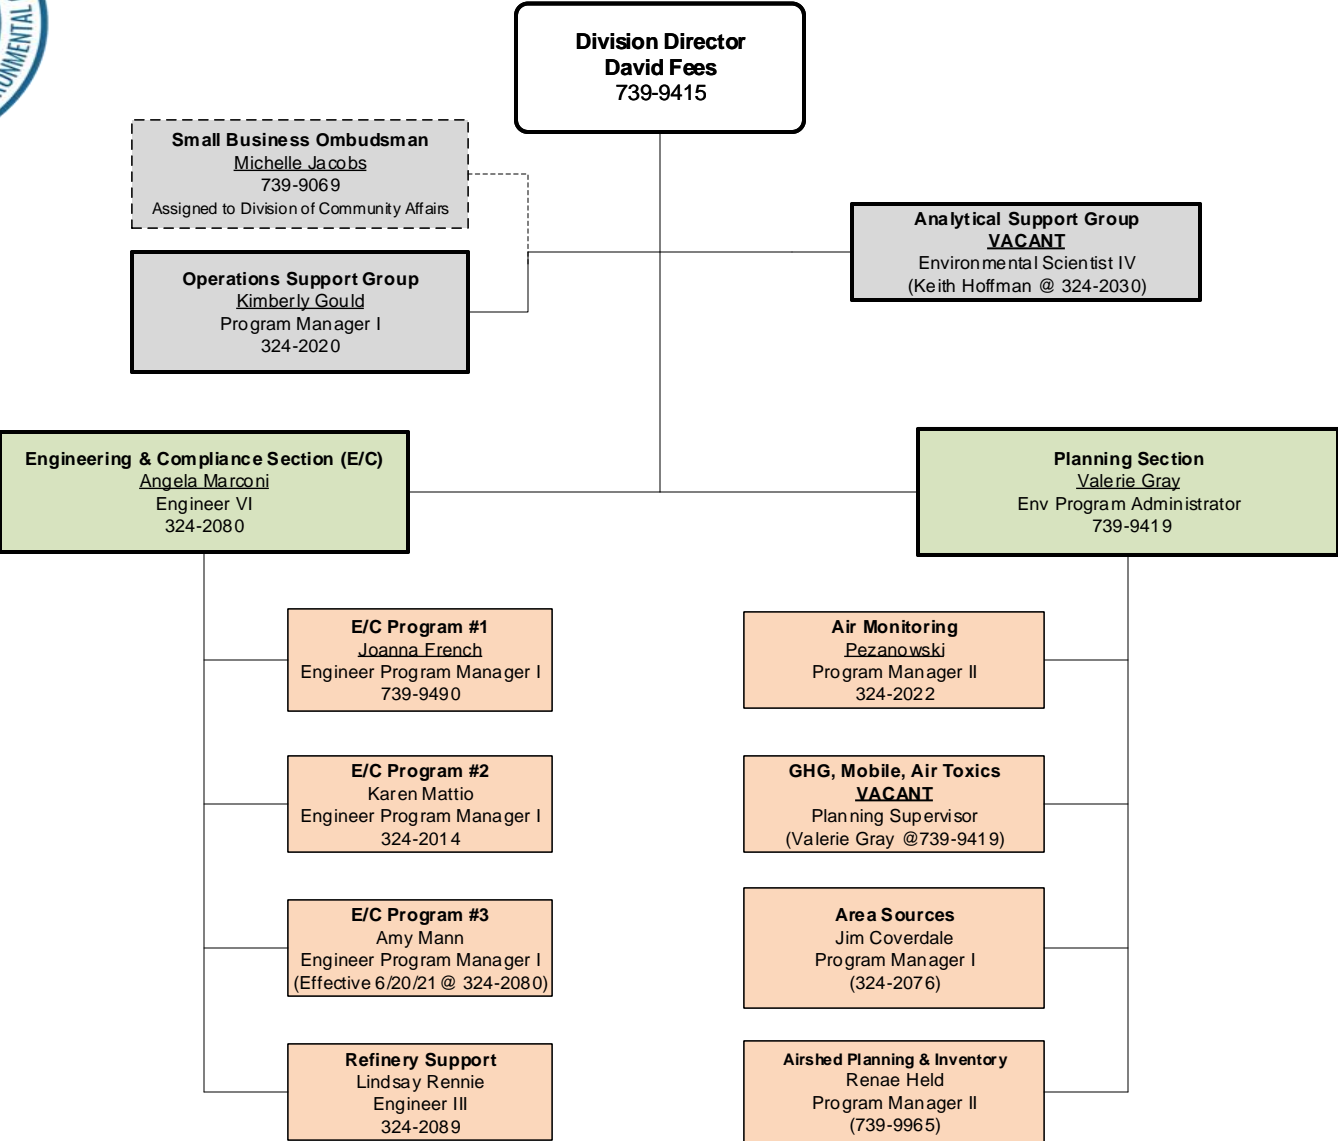 ONMENTAL
Division Director
David Fees
739-9415
Small Business Ombudsman
Michelle Jacobs
739-9069
Assigned to Division of Community Affairs
Analytical Support Group
VACANT
Environmental Scientist IV
(Keith Hoffman @ 324-2030)
Operations Support Group
Kimberly Gould
Program Manager I
324-2020
Engineering & Compliance Section (E/C)
Angela Marconi
Engineer VI
324-2080
Planning Section
Valerie Gray
Env Program Administrator
739-9419
E/C Program #1
Joanna French
Engineer Program Manager I
739-9490
Air Monitoring
Pezanowski
Program Manager II
324-2022
E/C Program #2
Karen Mattio
Engineer Program Manager I
324-2014
GHG, Mobile, Air Toxics
VACANT
Planning Supervisor
(Valerie Gray @739-9419)
E/C Program #3
Amy Mann
Engineer Program Manager I
(Effective 6/20/21 @ 324-2080)
Area Sources
Jim Coverdale
Program Manager I
(324-2076)
Refinery Support
Lindsay Rennie
Engineer III
324-2089
Airshed Planning & Inventory
Renae Held
Program Manager II
(739-9965)